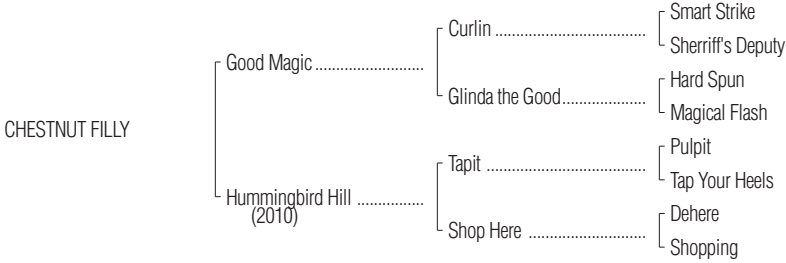 Smart Strike
Curlin ....................................
Sherriff's Deputy
Good Magic ..........................
Hard Spun
Glinda the Good....................
Magical Flash
CHESTNUT FILLY
Pulpit
Tapit ......................................
Tap Your Heels
Hummingbird Hill ................
(2010)
Dehere
Shop Here ............................
Shopping